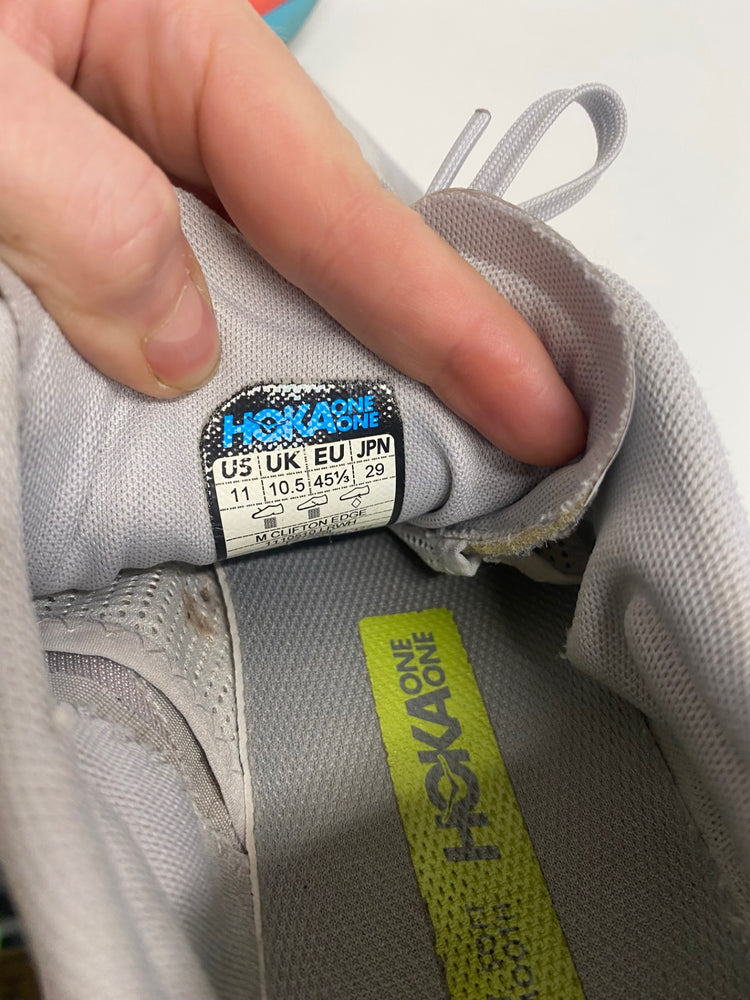 HOKA ONE ONE
US UK EU JPN
11 10.5 45⅓ 29
M CLIFTON EDGE
HOKA ONE ONE